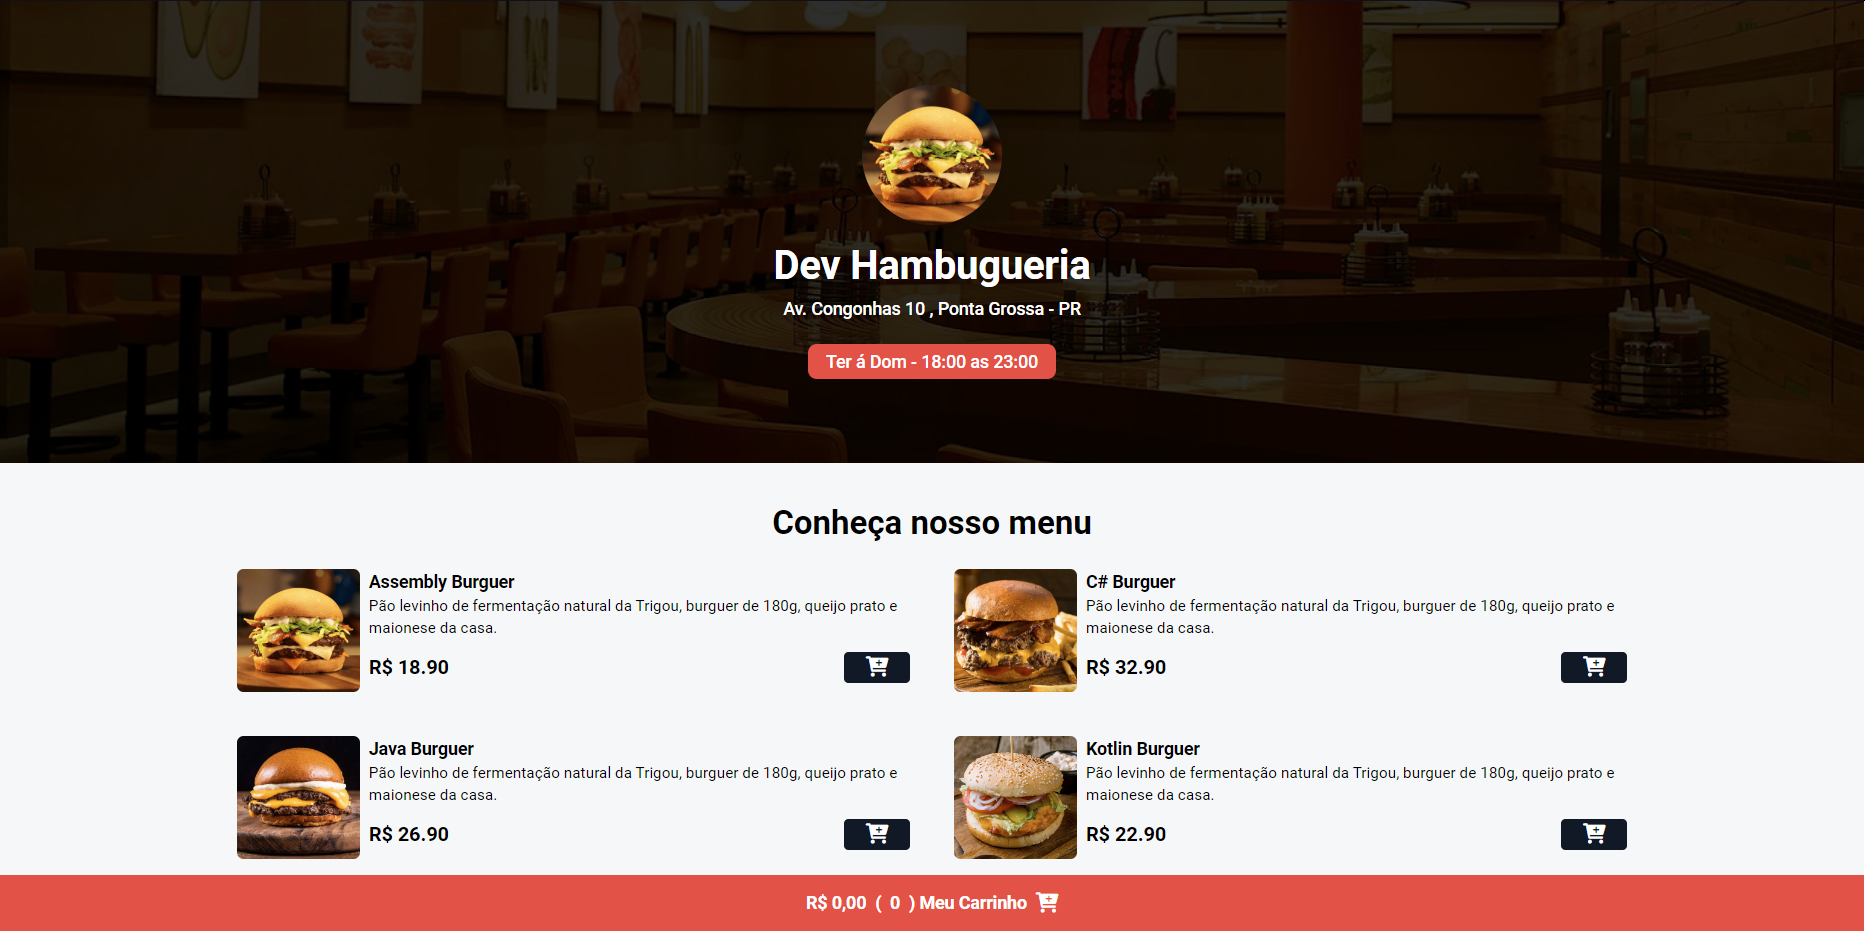 Dev Hambugueria
Av. Congonhas 10 , Ponta Grossa - PR
Ter á Dom - 18:00 as 23:00
Conheça nosso menu
Assembly Burguer
Pão levinho de fermentação natural da Trigou, burguer de 180g, queijo prato e
maionese da casa.
R$ 18.90
C# Burguer
Pão levinho de fermentação natural da Trigou, burguer de 180g, queijo prato e
maionese da casa.
R$ 32.90
Java Burguer
Pão levinho de fermentação natural da Trigou, burguer de 180g, queijo prato e
maionese da casa.
R$ 26.90
Kotlin Burguer
Pão levinho de fermentação natural da Trigou, burguer de 180g, queijo prato e
maionese da casa.
R$ 22.90
R$ 0,00 ( 0 ) Meu Carrinho